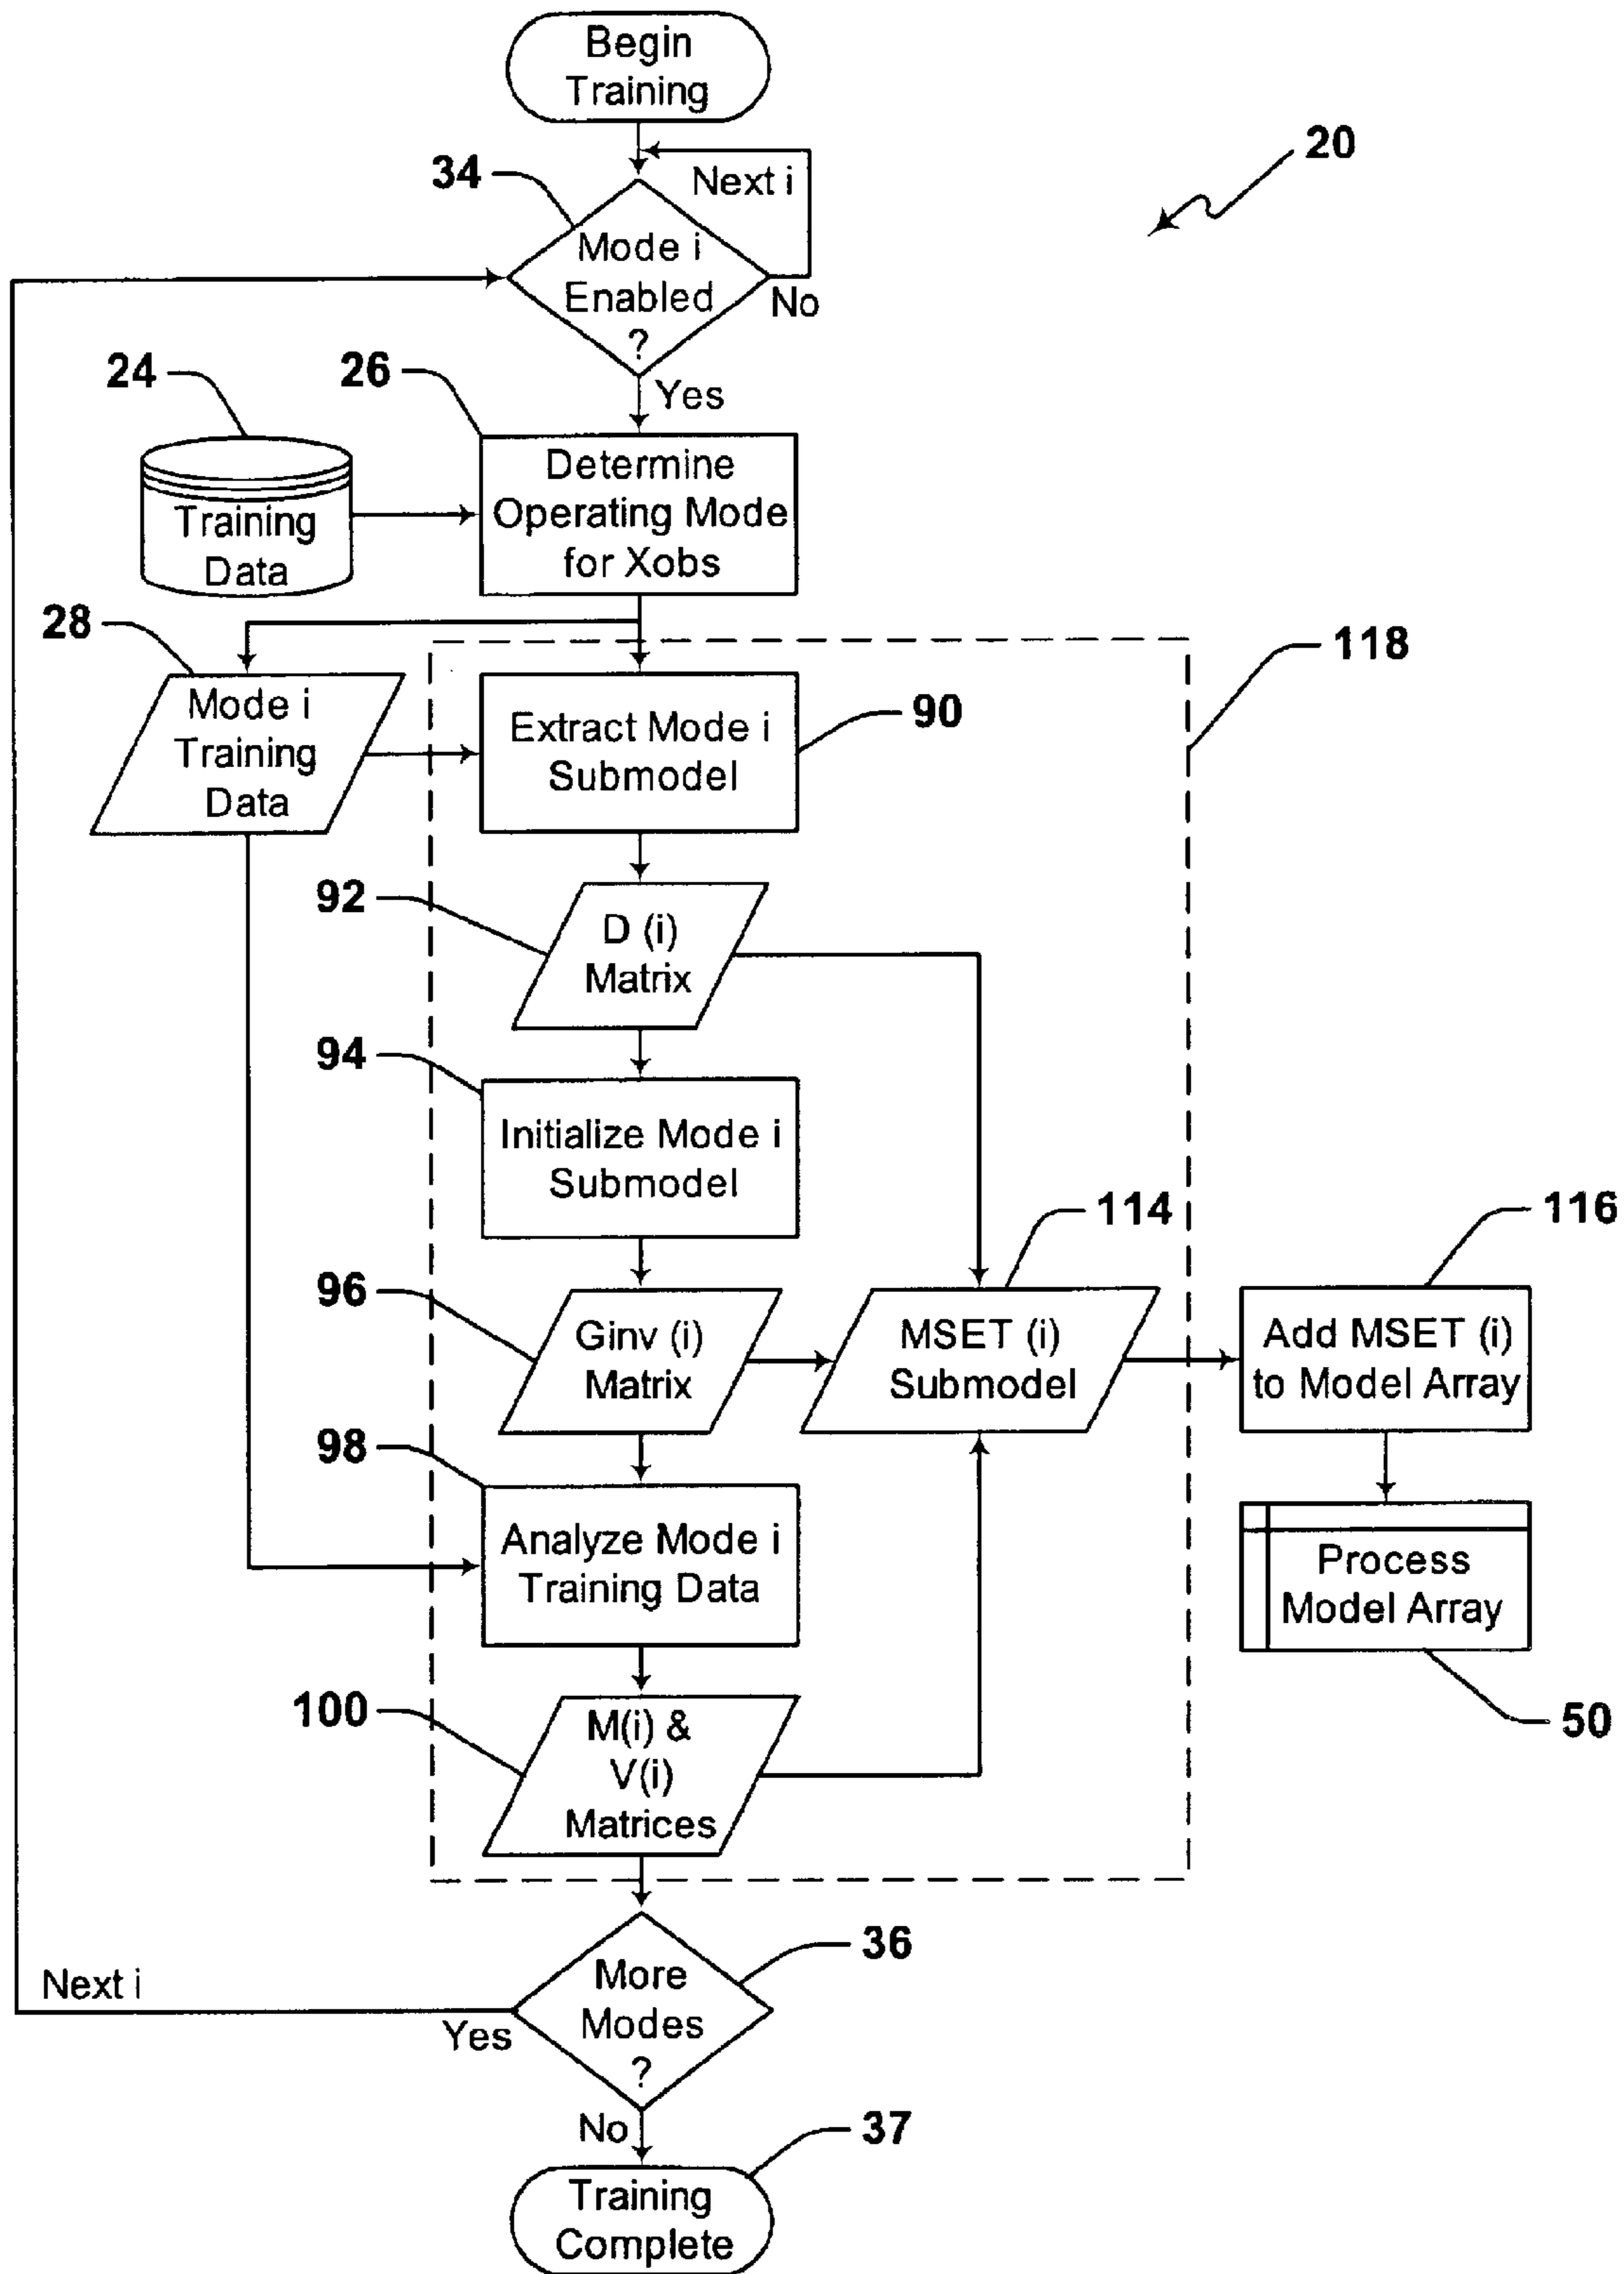 Begin
Training
20
34
Next i
Mode i
Enabled
?
No
Yes
24
26
Training
Data
Determine
Operating Mode
for Xobs
28
118
Mode i
Training
Data
Extract Mode i
Submodel
90
92
D (i)
Matrix
94
Initialize Mode i
Submodel
114
116
96
Ginv (i)
Matrix
MSET (i)
Submodel
Add MSET (i)
to Model Array
98
Analyze Mode i
Training Data
Process
Model Array
50
100
M(i) &
V(i)
Matrices
36
More
Modes
?
Next i
Yes
No
37
Training
Complete